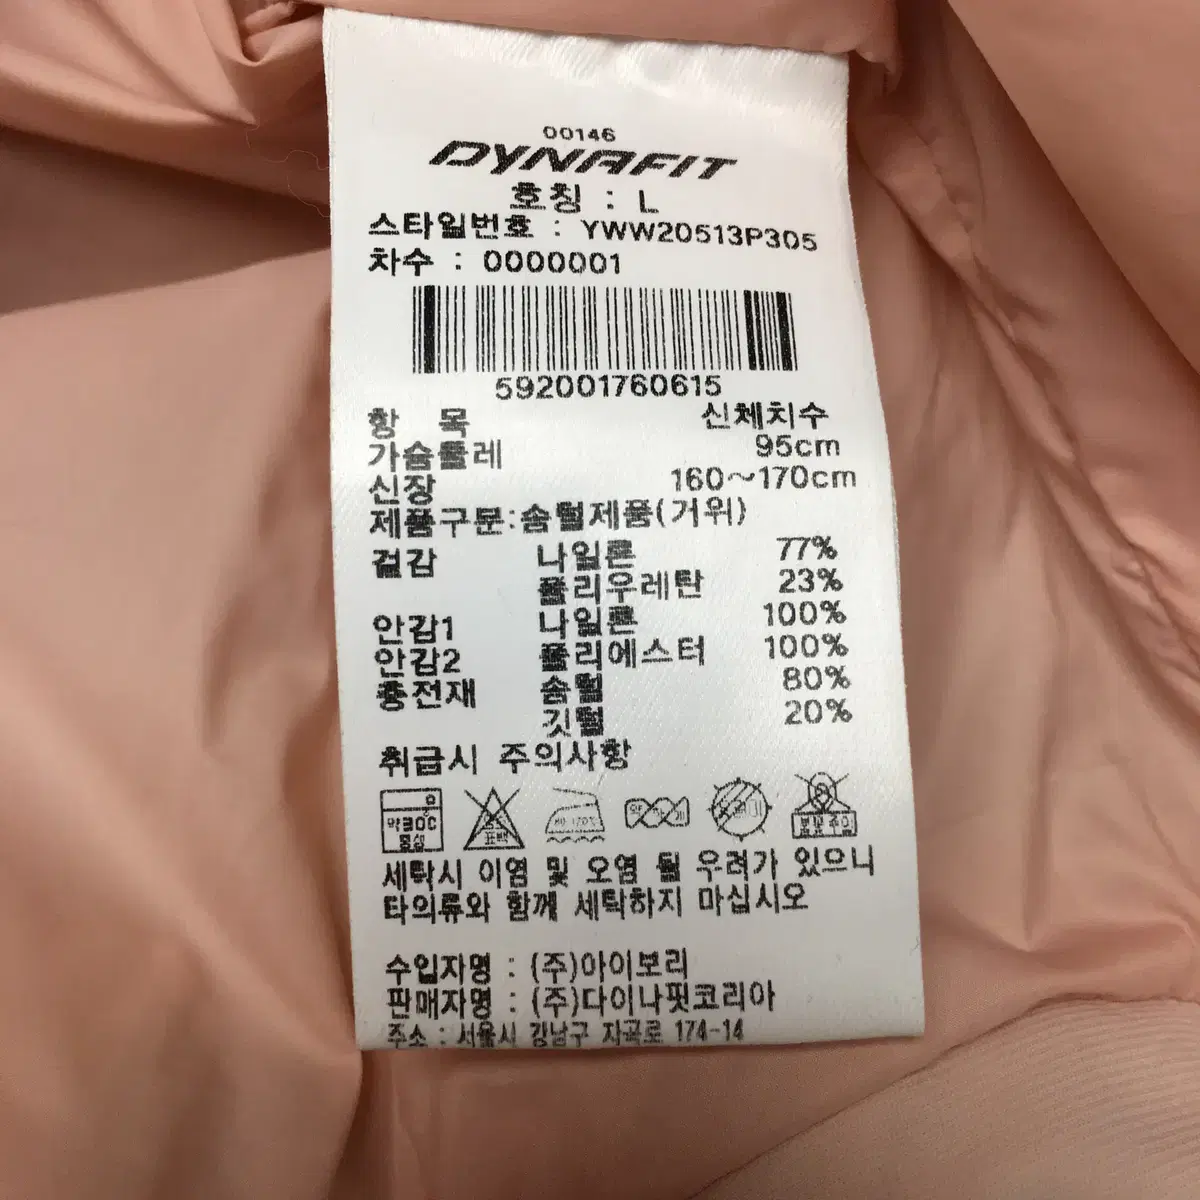 00146
DYNAFIT
호칭 : L
스타일번호 : YWW20513P305
차수 : 0000001
592001760615
항 목 신체치수
가슴둘레 95cm
신장 160~170cm
제품구분:솜털제품(거위)
겉감 나일론 77%
폴리우레탄 23%
안감1 나일론 100%
안감2 폴리에스터 100%
충전재 솜털 80%
깃털 20%
취급시 주의사항
약30℃
중성
표백
세탁시 이염 및 오염 될 우려가 있으니
타의류와 함께 세탁하지 마십시오
수입자명 : (주)아이보리
판매자명 : (주)다이나핏코리아
주소 : 서울시 강남구 자곡로 174-14